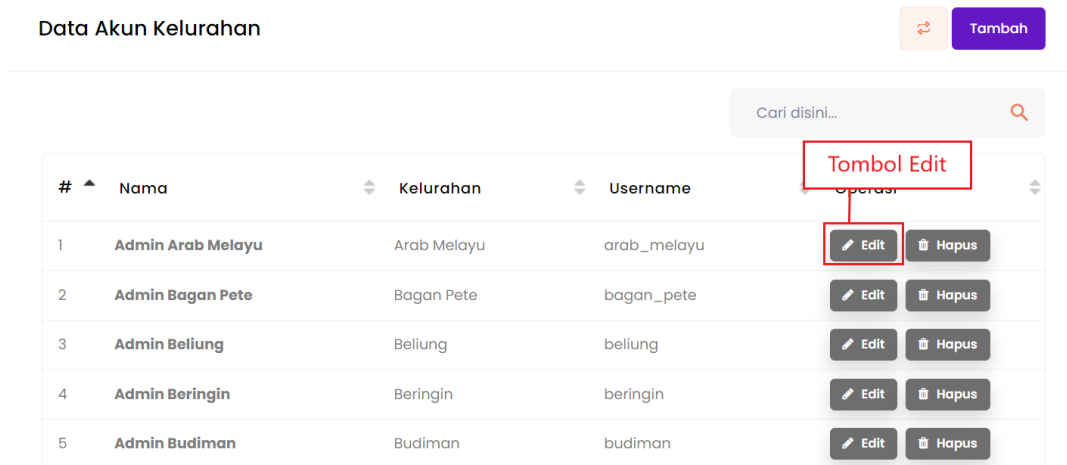 Data Akun Kelurahan Tambah
Cari disini...
Tombol Edit
# Nama Kelurahan Username Operasi
1 Admin Arab Melayu Arab Melayu arab_melayu Edit Hapus
2 Admin Bagan Pete Bagan Pete bagan_pete Edit Hapus
3 Admin Beliung Beliung beliung Edit Hapus
4 Admin Beringin Beringin beringin Edit Hapus
5 Admin Budiman Budiman budiman Edit Hapus